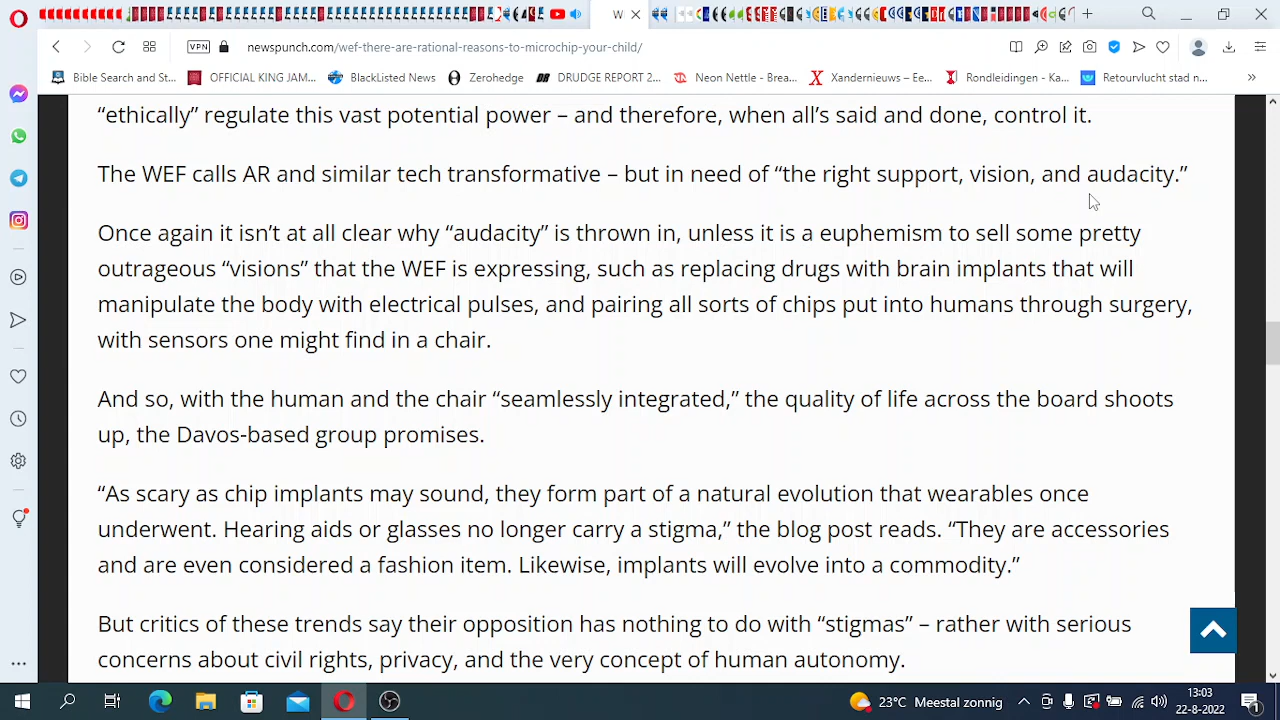 W
VPN
newspunch.com/wef-there-are-rational-reasons-to-microchip-your-child/
Bible Search and St...
OFFICIAL KING JAM...
BlackListed News
Zerohedge
DRUDGE REPORT 2...
Neon Nettle - Brea...
Xandernieuws – Ee...
Rondleidingen - Ka...
Retourvlucht stad n...
“ethically” regulate this vast potential power – and therefore, when all’s said and done, control it.
The WEF calls AR and similar tech transformative – but in need of “the right support, vision, and audacity.”
Once again it isn’t at all clear why “audacity” is thrown in, unless it is a euphemism to sell some pretty
outrageous “visions” that the WEF is expressing, such as replacing drugs with brain implants that will
manipulate the body with electrical pulses, and pairing all sorts of chips put into humans through surgery,
with sensors one might find in a chair.
And so, with the human and the chair “seamlessly integrated,” the quality of life across the board shoots
up, the Davos-based group promises.
“As scary as chip implants may sound, they form part of a natural evolution that wearables once
underwent. Hearing aids or glasses no longer carry a stigma,” the blog post reads. “They are accessories
and are even considered a fashion item. Likewise, implants will evolve into a commodity.”
But critics of these trends say their opposition has nothing to do with “stigmas” – rather with serious
concerns about civil rights, privacy, and the very concept of human autonomy.
23°C Meestal zonnig
13:03
22-8-2022
1